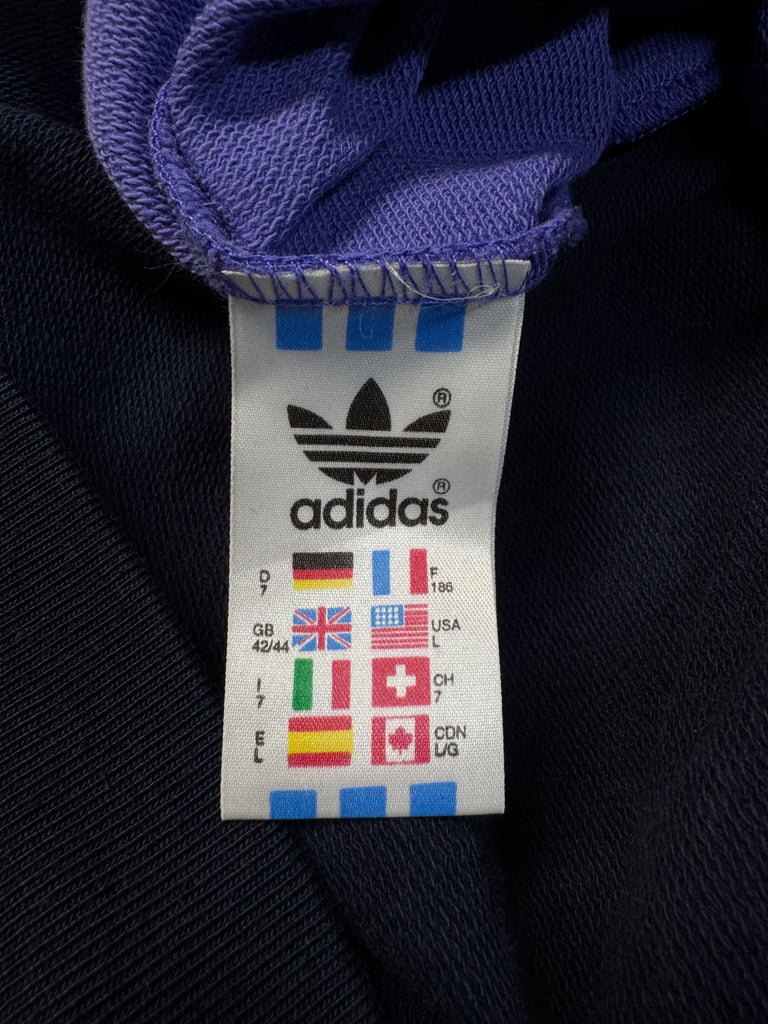 ®
adidas®
D
7
F
186
GB
42/44
USA
L
I
7
CH
7
E
L
CDN
L/G